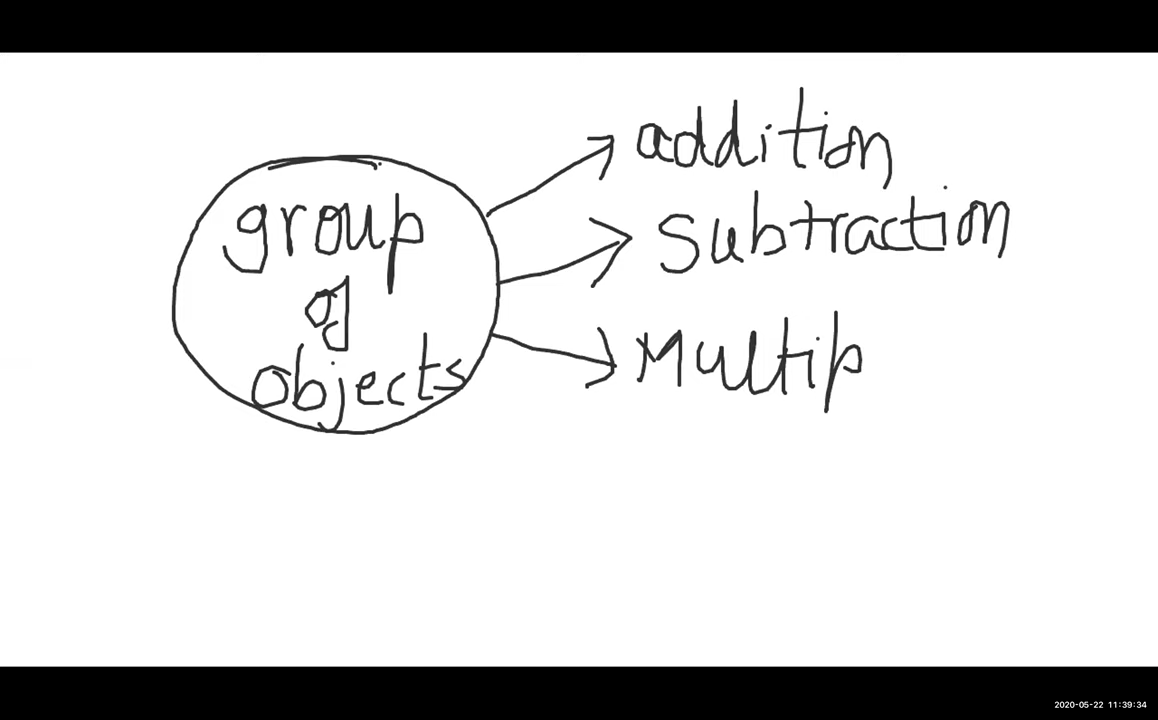 group
of
objects
addition
Subtraction
Multip
2020-05-22 11:39:34